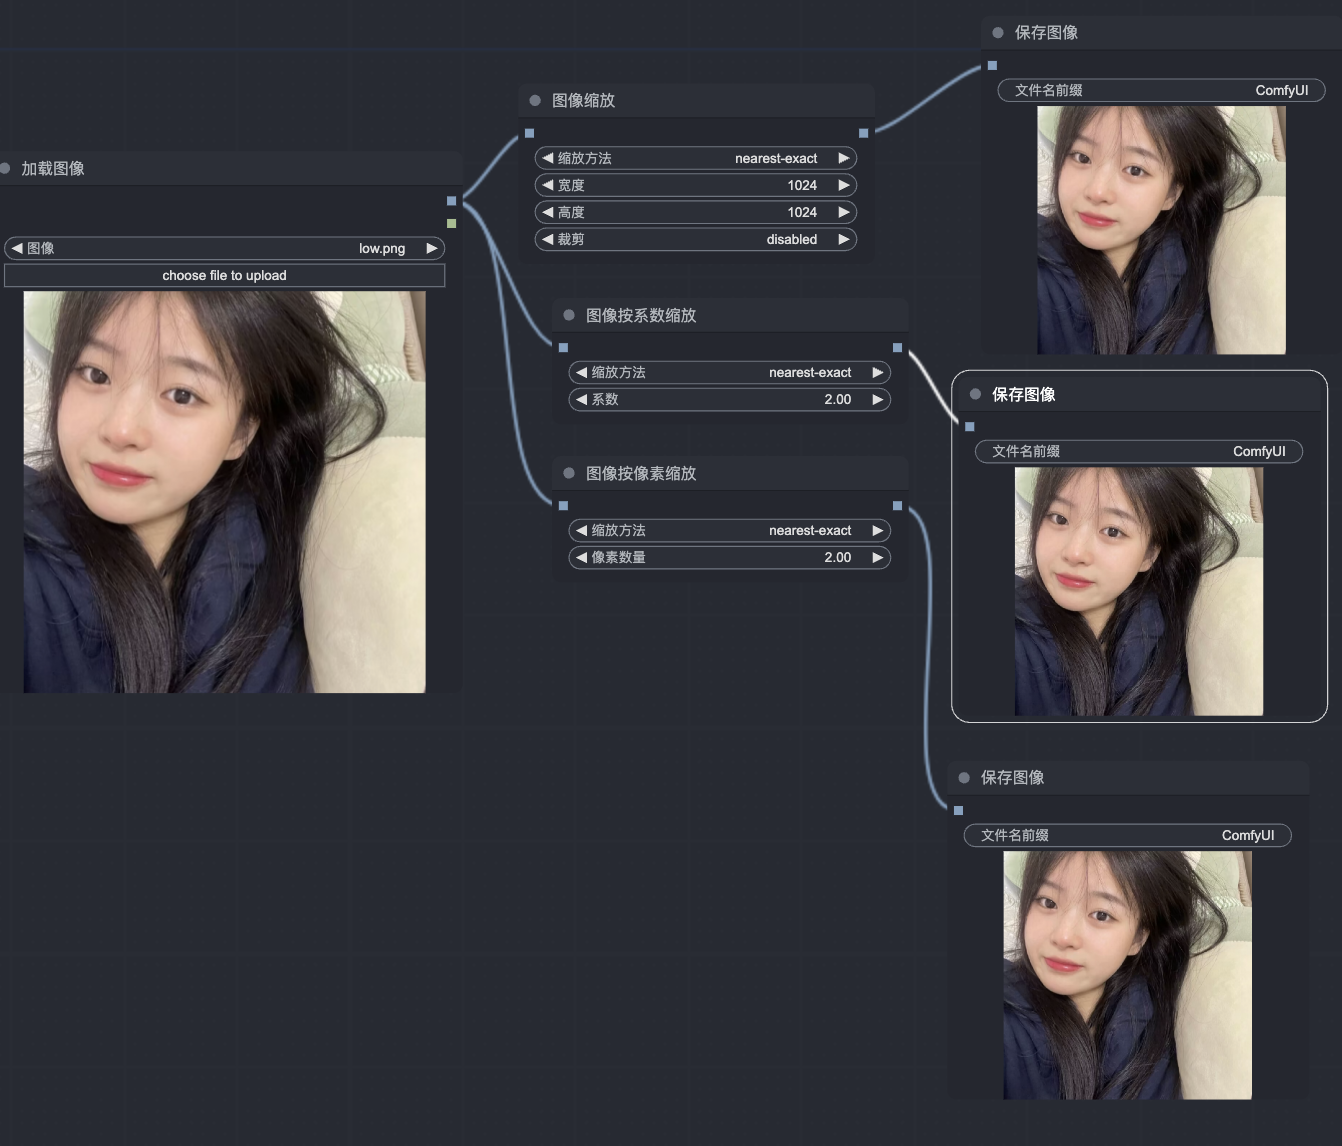 加载图像
◀ 图像 low.png ▶
choose file to upload
图像缩放
◀ 缩放方法 nearest-exact ▶
◀ 宽度 1024 ▶
◀ 高度 1024 ▶
◀ 裁剪 disabled ▶
图像按系数缩放
◀ 缩放方法 nearest-exact ▶
◀ 系数 2.00 ▶
图像按像素缩放
◀ 缩放方法 nearest-exact ▶
◀ 像素数量 2.00 ▶
保存图像
文件名前缀 ComfyUI
保存图像
文件名前缀 ComfyUI
保存图像
文件名前缀 ComfyUI